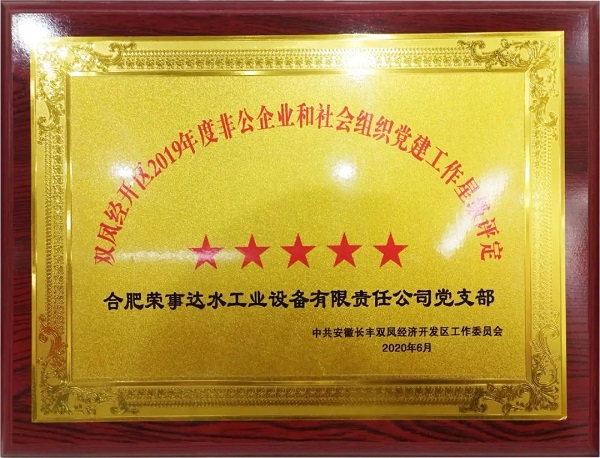 双凤经开区2019年度非公企业和社会组织党建工作星级评定
合肥荣事达水工业设备有限责任公司党支部
中共安徽长丰双凤经济开发区工作委员会
2020年6月